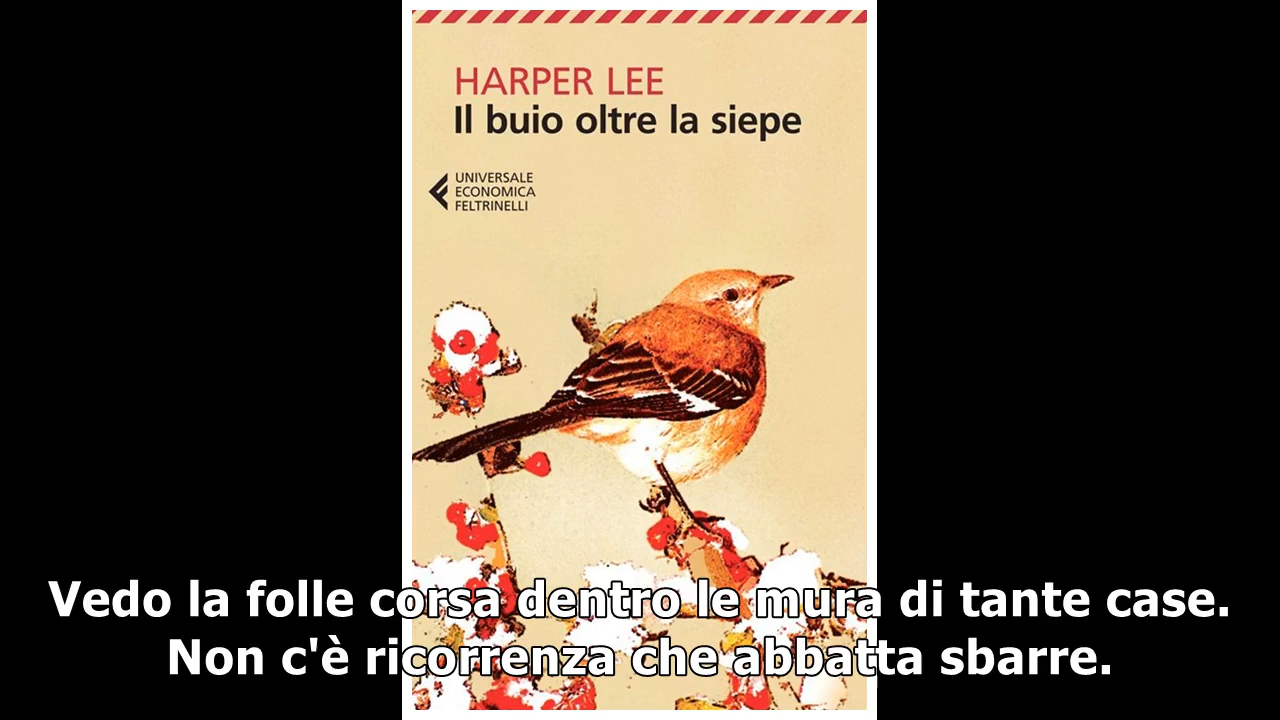 HARPER LEE
Il buio oltre la siepe
UNIVERSALE
ECONOMICA
FELTRINELLI
Vedo la folle corsa dentro le mura di tante case.
Non c'è ricorrenza che abbatta sbarre.